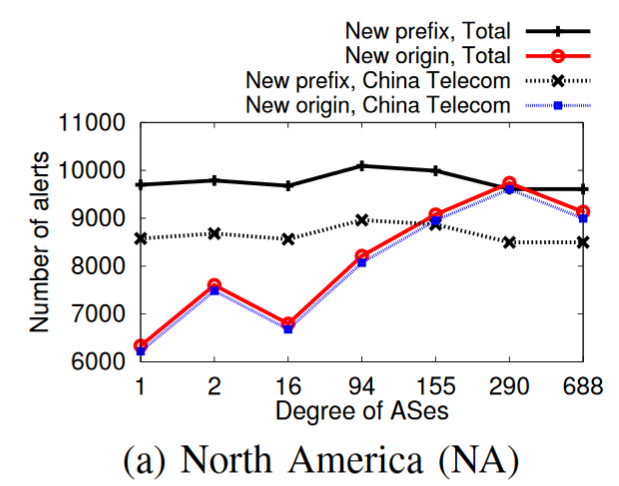 New prefix, Total
New origin, Total
New prefix, China Telecom
New origin, China Telecom
11000
10000
9000
8000
7000
6000
Number of alerts
1 2 16 94 155 290 688
Degree of ASes
(a) North America (NA)